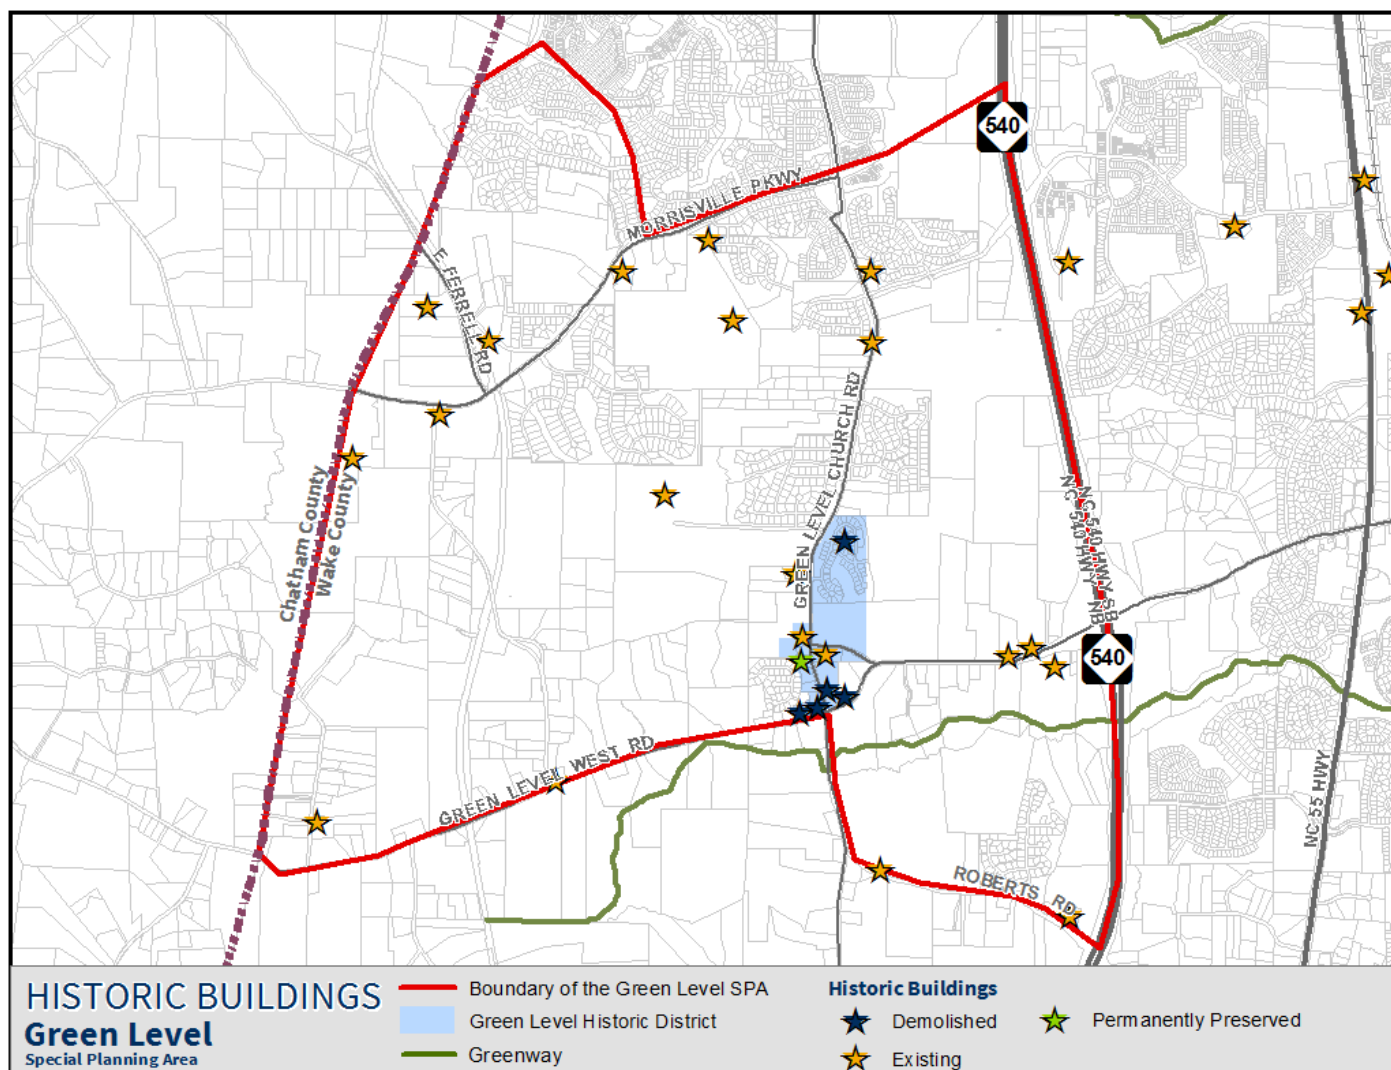 540
MORRISVILLE PKWY
E FERRELL RD
GREEN LEVEL CHURCH RD
Chatham County
Wake County
NC 540 HWY NB
NC 540 HWY SB
540
GREEN LEVEL WEST RD
NC 55 HWY
ROBERTS RD
HISTORIC BUILDINGS
Green Level
Special Planning Area
Boundary of the Green Level SPA
Green Level Historic District
Greenway
Historic Buildings
Demolished
Permanently Preserved
Existing